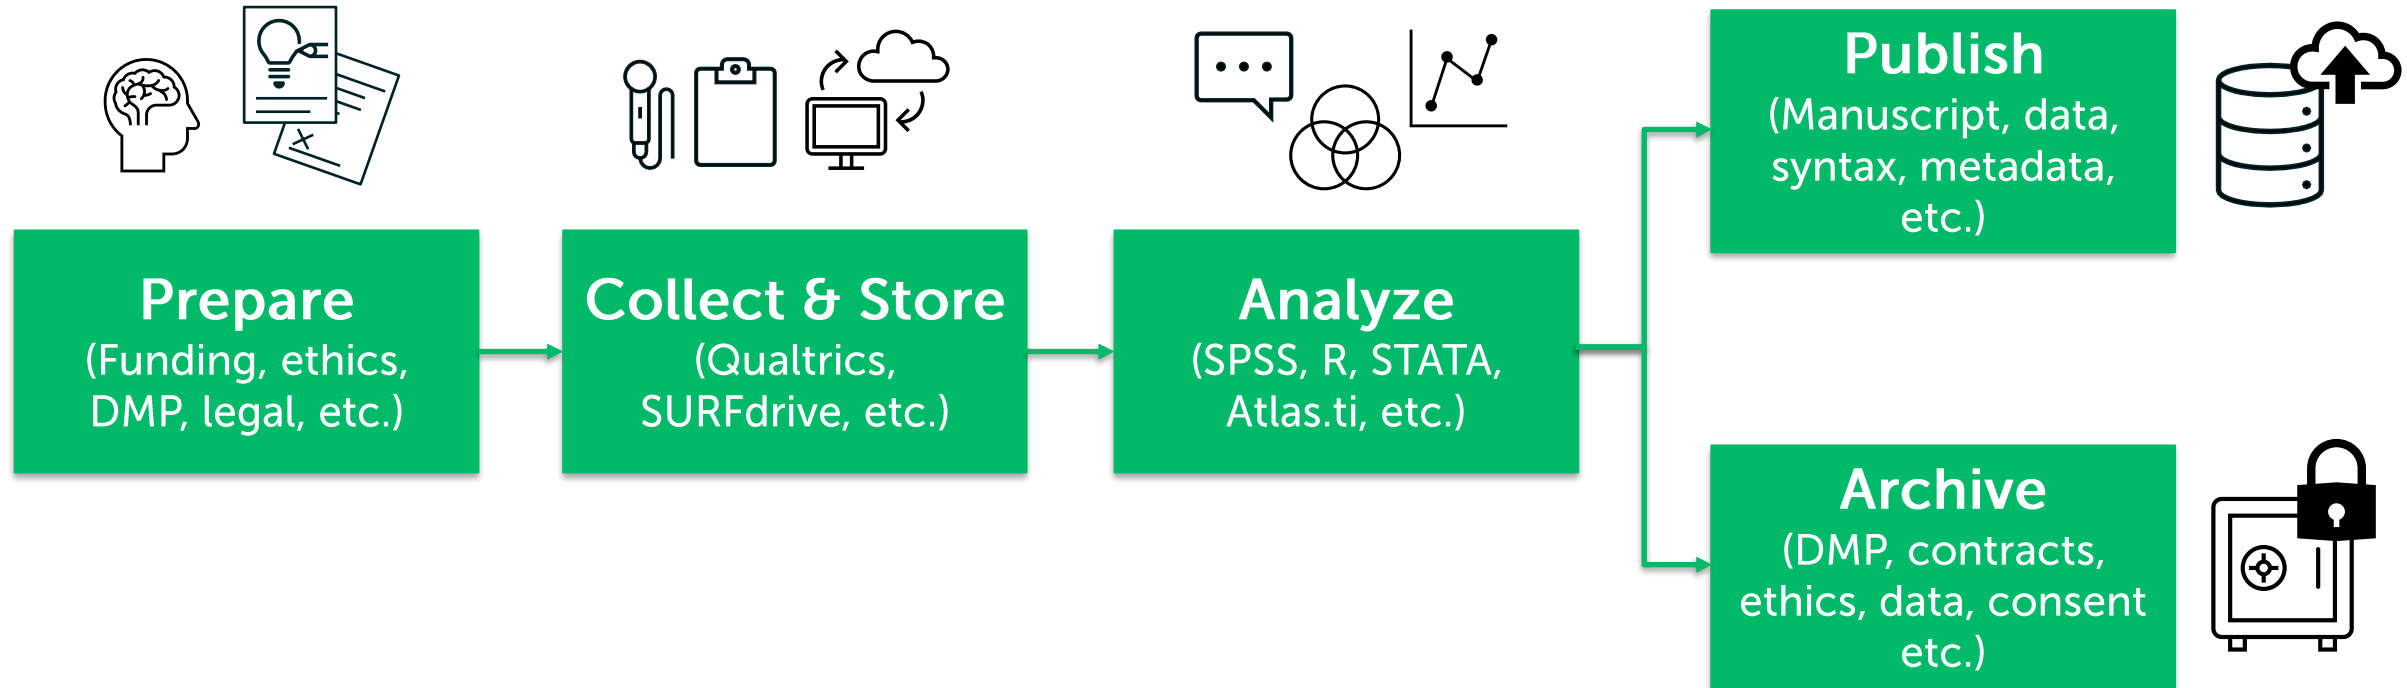 Prepare
(Funding, ethics,
DMP, legal, etc.)
Collect & Store
(Qualtrics,
SURFdrive, etc.)
Analyze
(SPSS, R, STATA,
Atlas.ti, etc.)
Publish
(Manuscript, data,
syntax, metadata,
etc.)
Archive
(DMP, contracts,
ethics, data, consent
etc.)